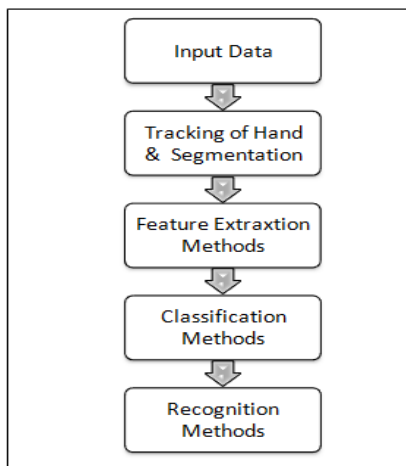 Input Data
Tracking of Hand
& Segmentation
Feature Extraxtion
Methods
Classification
Methods
Recognition
Methods